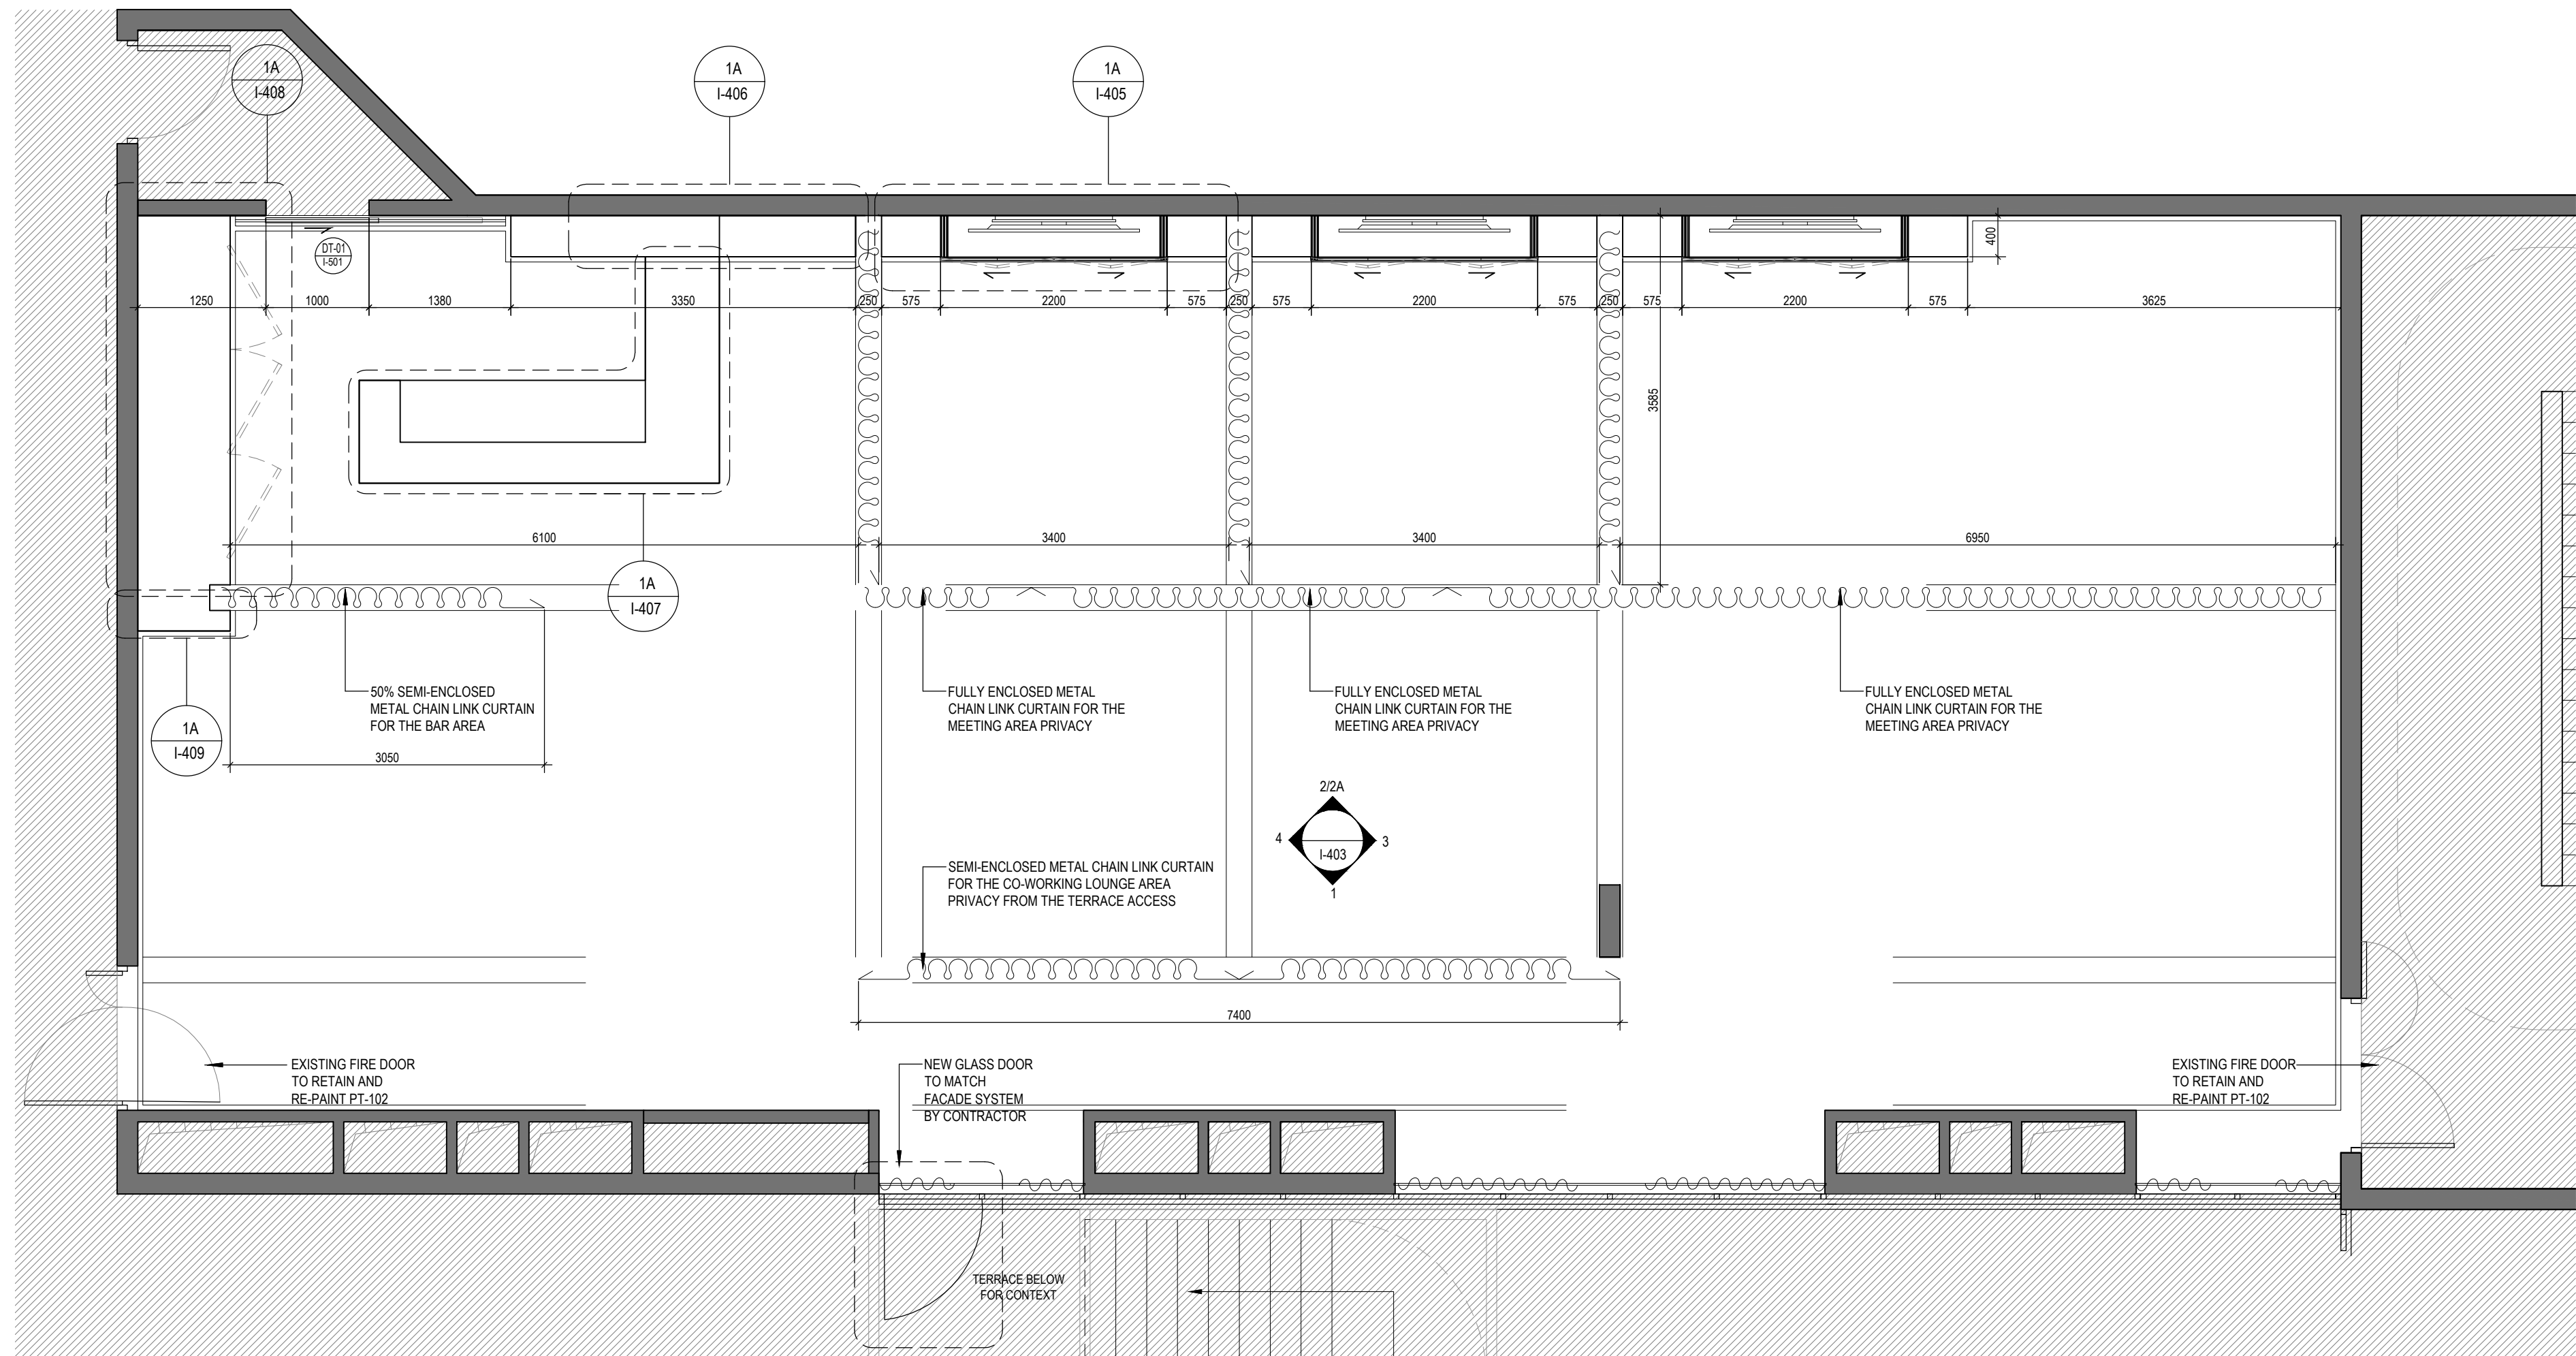 1A
I-408
1A
I-406
1A
I-405
DT-01
I-501
400
1250
1000
1380
3350
250
575
2200
575
250
575
2200
575
250
575
2200
575
3625
3585
6100
3400
3400
6950
1A
I-407
50% SEMI-ENCLOSED
METAL CHAIN LINK CURTAIN
FOR THE BAR AREA
FULLY ENCLOSED METAL
CHAIN LINK CURTAIN FOR THE
MEETING AREA PRIVACY
FULLY ENCLOSED METAL
CHAIN LINK CURTAIN FOR THE
MEETING AREA PRIVACY
FULLY ENCLOSED METAL
CHAIN LINK CURTAIN FOR THE
MEETING AREA PRIVACY
1A
I-409
3050
2/2A
4
3
I-403
1
SEMI-ENCLOSED METAL CHAIN LINK CURTAIN
FOR THE CO-WORKING LOUNGE AREA
PRIVACY FROM THE TERRACE ACCESS
7400
EXISTING FIRE DOOR
TO RETAIN AND
RE-PAINT PT-102
NEW GLASS DOOR
TO MATCH
FACADE SYSTEM
BY CONTRACTOR
EXISTING FIRE DOOR
TO RETAIN AND
RE-PAINT PT-102
TERRACE BELOW
FOR CONTEXT